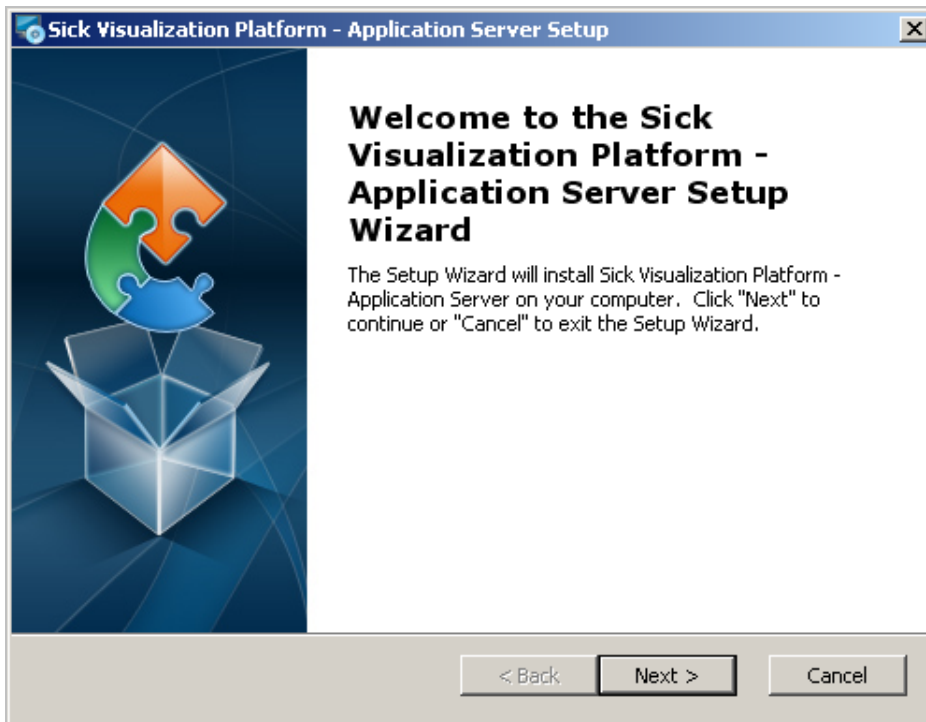 Sick Visualization Platform - Application Server Setup
Welcome to the Sick
Visualization Platform -
Application Server Setup
Wizard
The Setup Wizard will install Sick Visualization Platform -
Application Server on your computer. Click "Next" to
continue or "Cancel" to exit the Setup Wizard.
< Back Next > Cancel